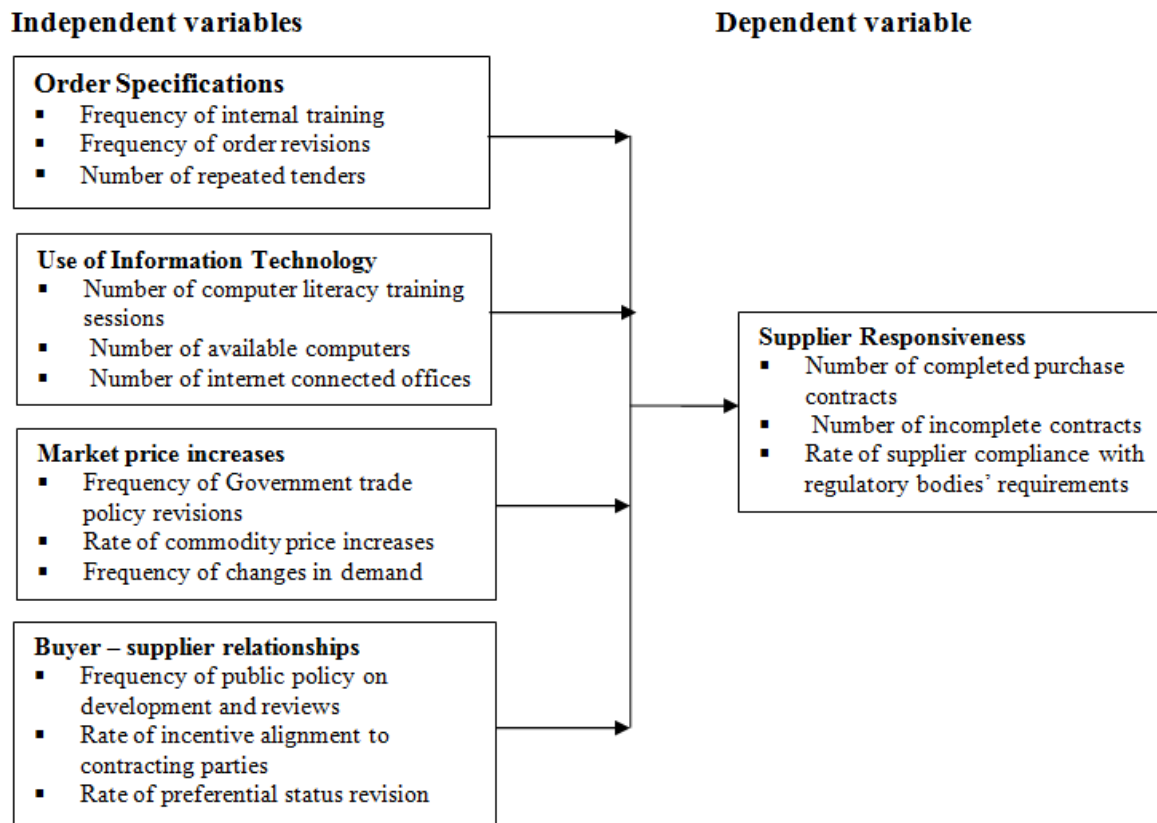 Independent variables
Dependent variable
Order Specifications
▪ Frequency of internal training
▪ Frequency of order revisions
▪ Number of repeated tenders
Use of Information Technology
▪ Number of computer literacy training
sessions
▪ Number of available computers
▪ Number of internet connected offices
Market price increases
▪ Frequency of Government trade
policy revisions
▪ Rate of commodity price increases
▪ Frequency of changes in demand
Buyer – supplier relationships
▪ Frequency of public policy on
development and reviews
▪ Rate of incentive alignment to
contracting parties
▪ Rate of preferential status revision
Supplier Responsiveness
▪ Number of completed purchase
contracts
▪ Number of incomplete contracts
▪ Rate of supplier compliance with
regulatory bodies’ requirements